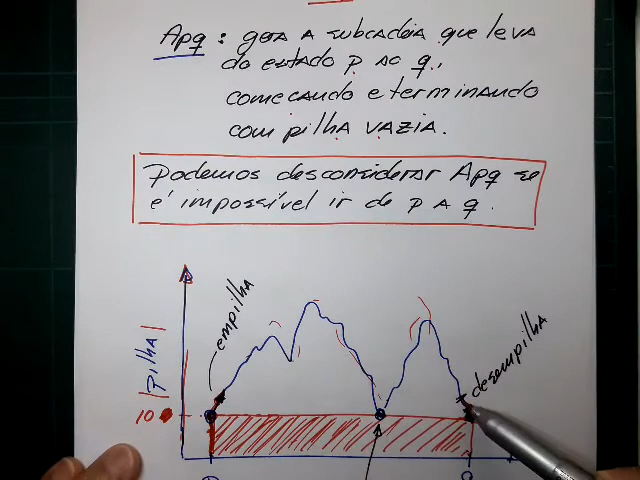 Apq : gera a subcadeia que leva
do estado p ao q,
começando e terminando
com pilha vazia.
Podemos desconsiderar Apq se
é impossível ir de p a q.
empilha
|pilha|
desempilha
10